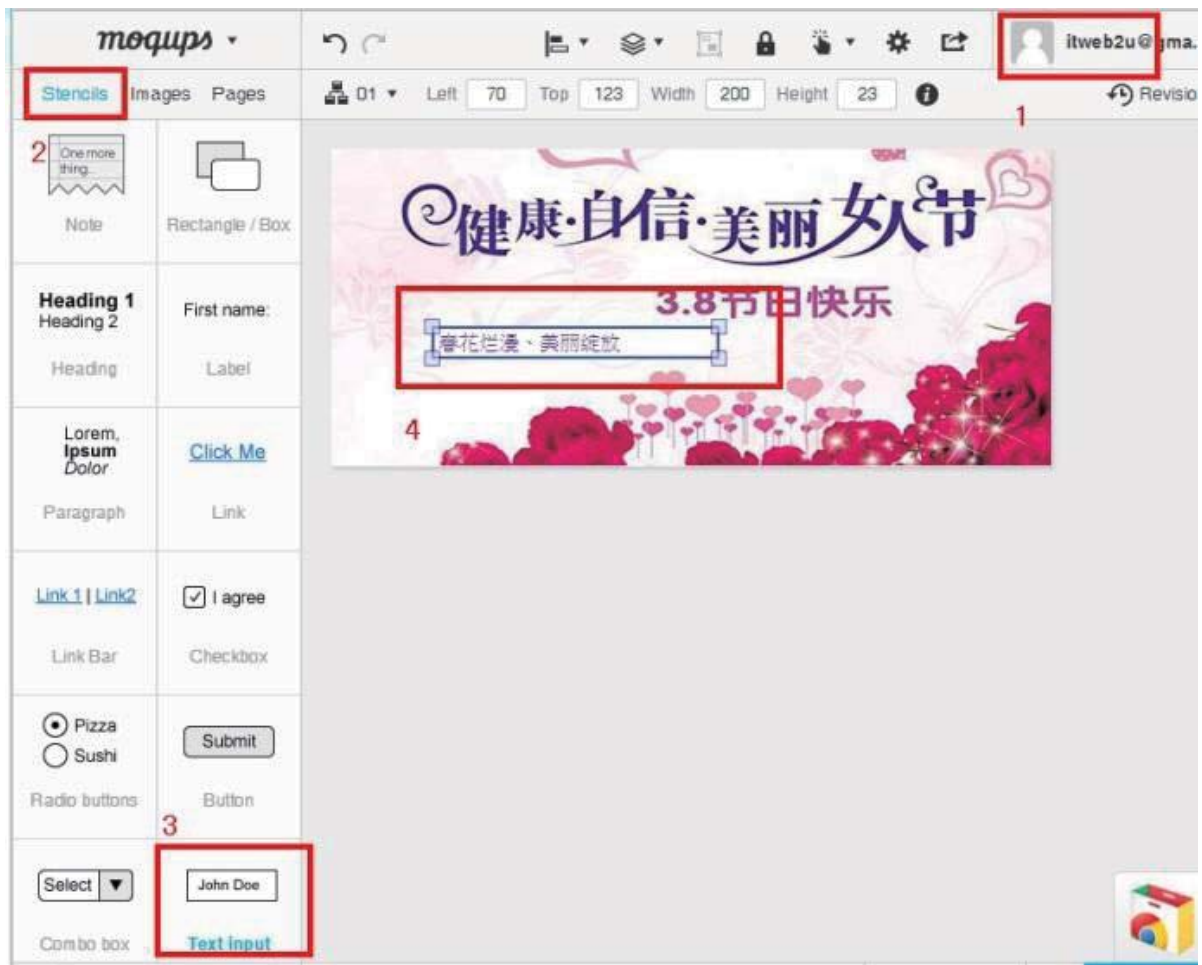 moqups
itweb2u@gma.
Stencils Images Pages
01 Left 70 Top 123 Width 200 Height 23
Revisio
1
2
One more
thing...
Note
Rectangle / Box
健康·自信·美丽女人节
3.8节日快乐
春花烂漫、美丽绽放
4
Heading 1
Heading 2
Heading
First name:
Label
Lorem,
Ipsum
Dolor
Paragraph
Click Me
Link
Link 1 | Link2
Link Bar
I agree
Checkbox
Pizza
Sushi
Radio buttons
Submit
Button
3
Select
Combo box
John Doe
Text input